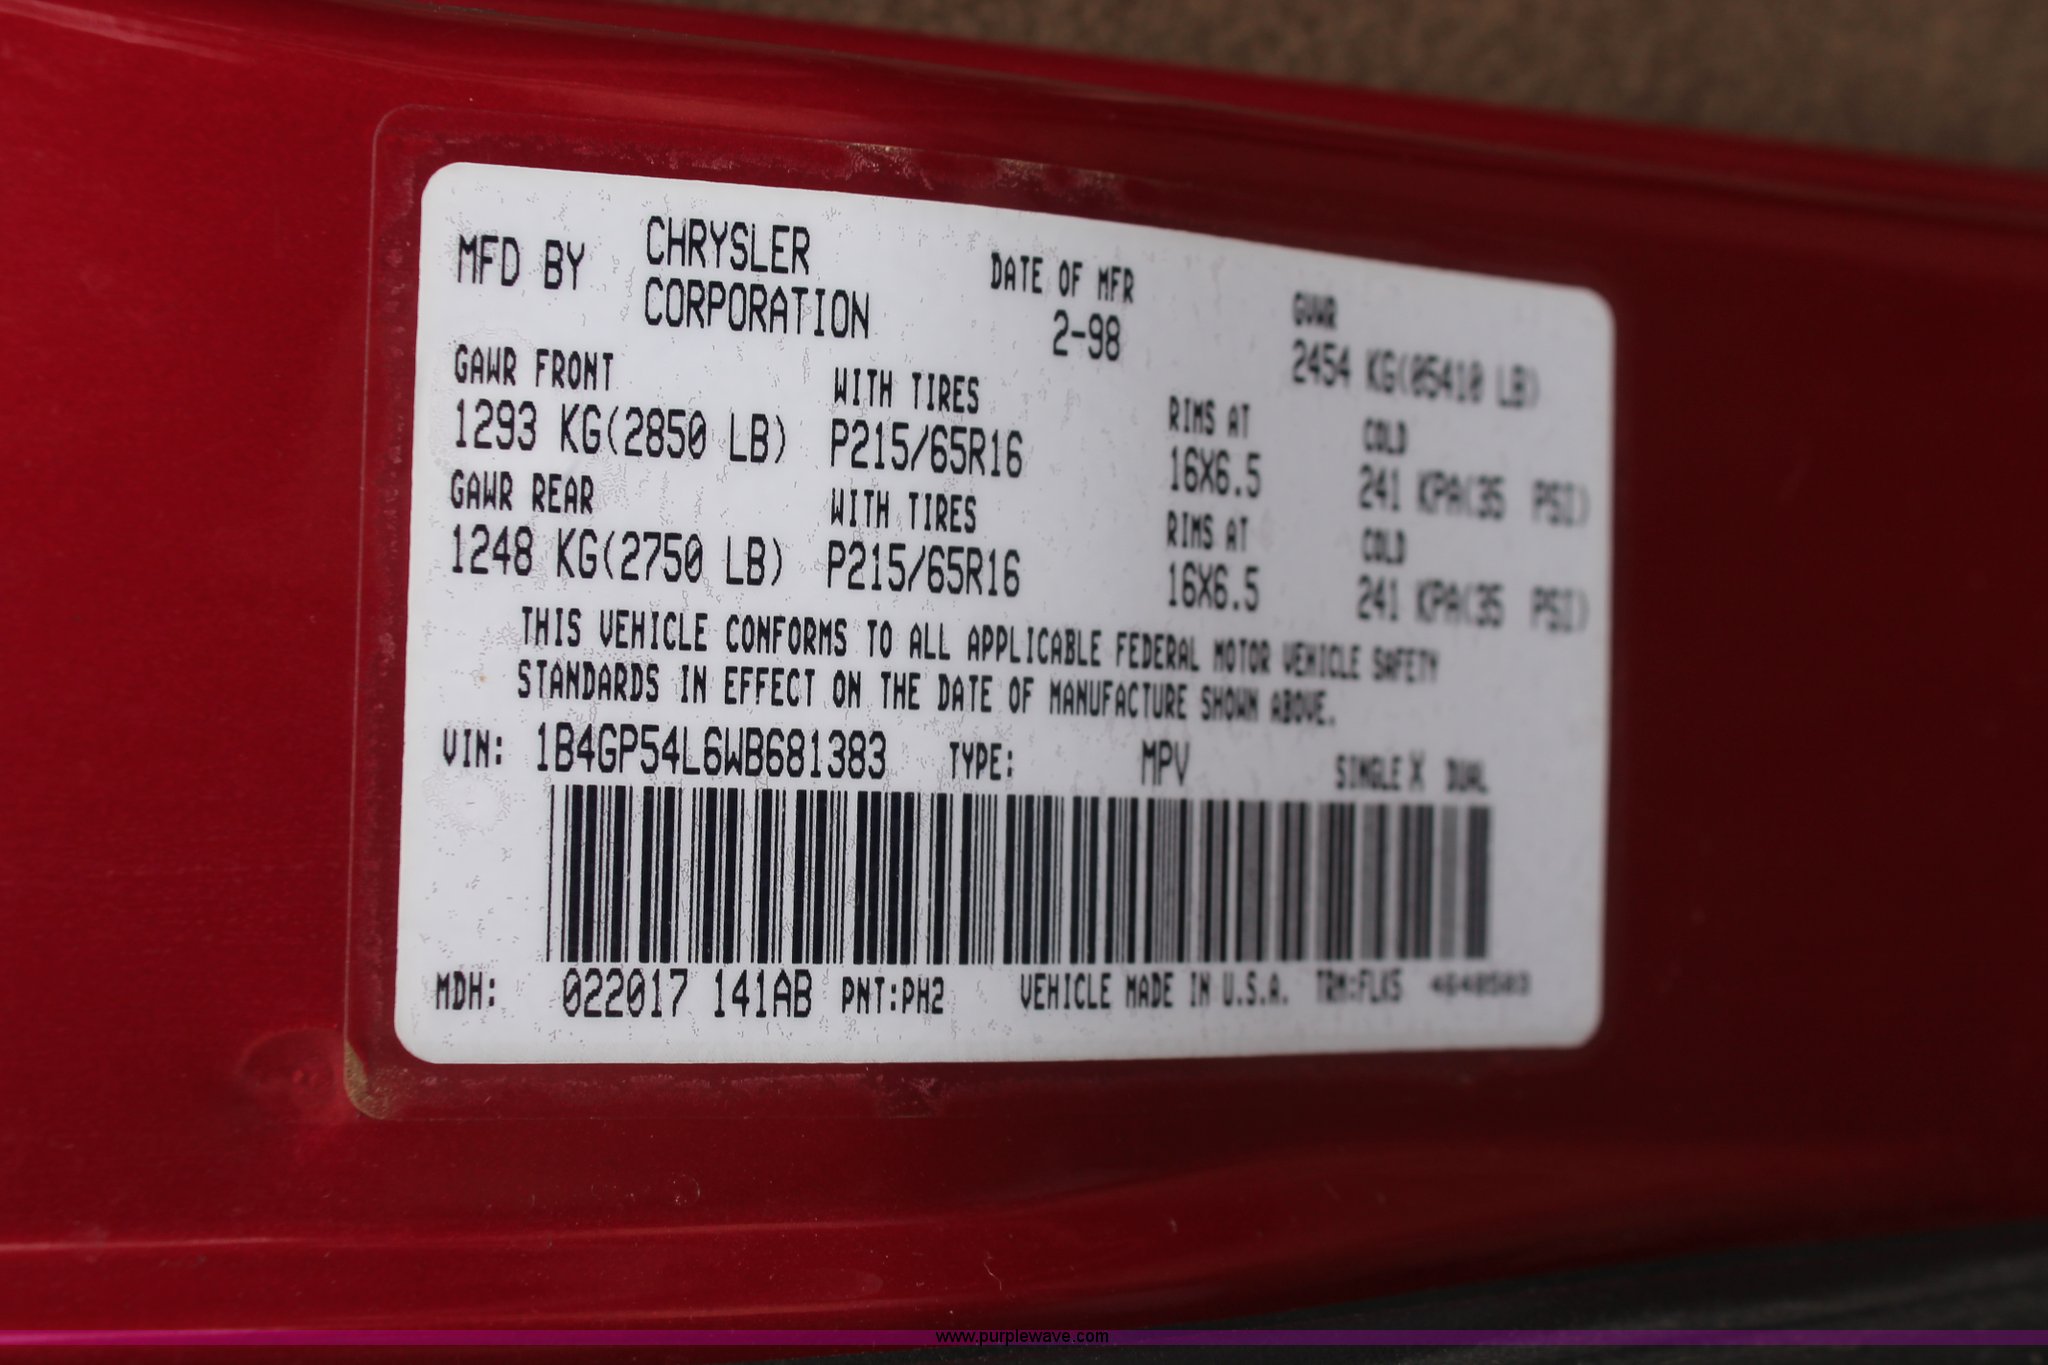 MFD BY CHRYSLER CORPORATION DATE OF MFR 2-98 GVWR 2454 KG(05410 LB)
GAWR FRONT WITH TIRES RIMS AT COLD
1293 KG(2850 LB) P215/65R16 16X6.5 241 KPA(35 PSI)
GAWR REAR WITH TIRES RIMS AT COLD
1248 KG(2750 LB) P215/65R16 16X6.5 241 KPA(35 PSI)
THIS VEHICLE CONFORMS TO ALL APPLICABLE FEDERAL MOTOR VEHICLE SAFETY
STANDARDS IN EFFECT ON THE DATE OF MANUFACTURE SHOWN ABOVE.
VIN: 1B4GP54L6WB681383 TYPE: MPV SINGLE X DUAL
MDH: 022017 141AB PNT:PH2 VEHICLE MADE IN U.S.A. TRM:FLK5
www.purplewave.com